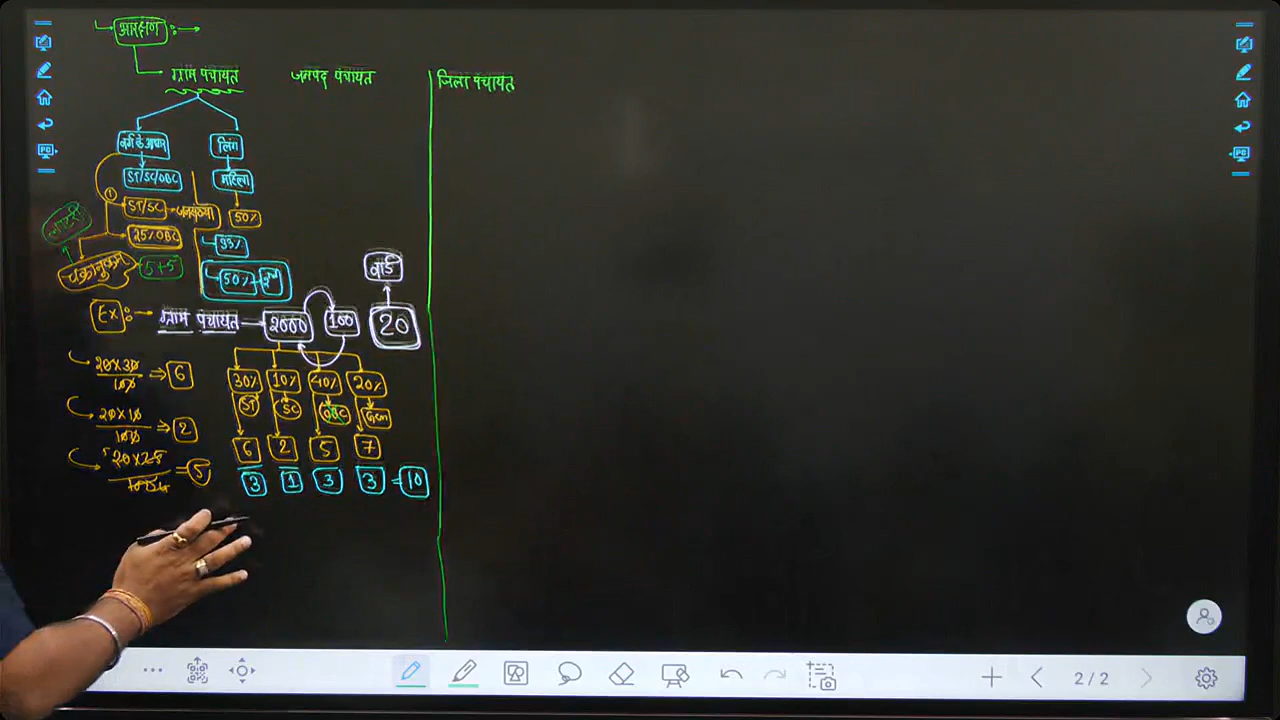 आरक्षण :→
ग्राम पंचायत जनपद पंचायत जिला पंचायत
वर्ग के आधार लिंग
ST/SC/OBC महिला
① ST/SC जनसंख्या 50%
25% OBC 33%
चक्रानुक्रम 5+5 50%
वार्ड
Ex:→ ग्राम पंचायत 2000 100 20
20×30/100 ⇒ 6
30% 10% 40% 20%
ST SC OBC Gen
20×10/100 ⇒ 2
6 2 5 7
20×25/100 = 5
3 1 3 3 = 10
2/2